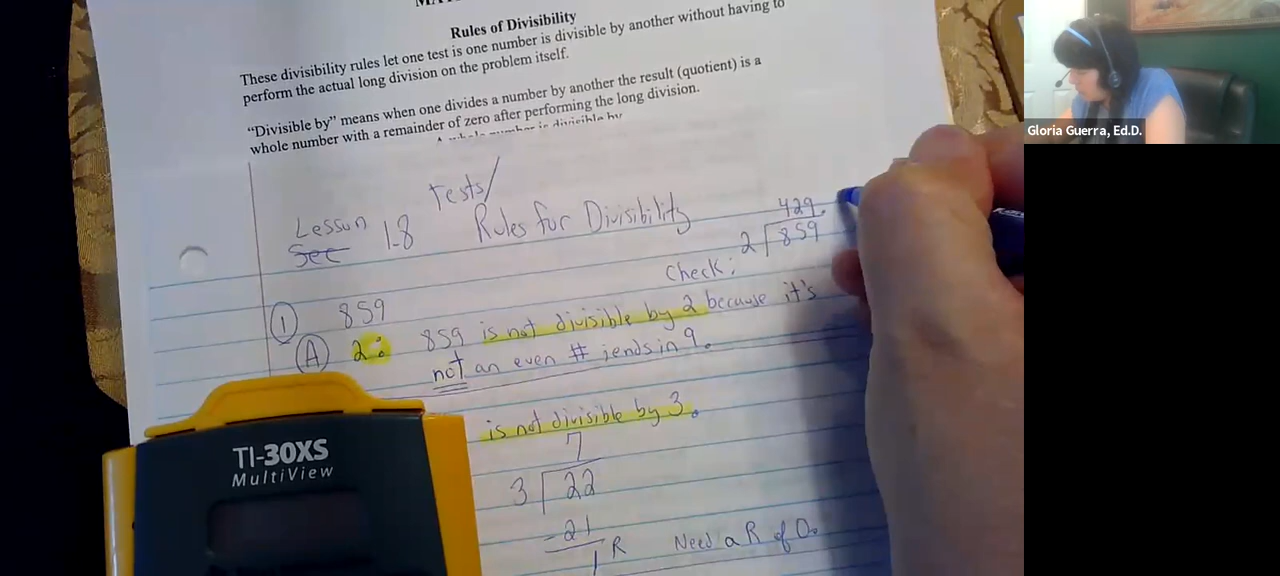 Rules of Divisibility
These divisibility rules let one test is one number is divisible by another without having to
perform the actual long division on the problem itself.
“Divisible by” means when one divides a number by another the result (quotient) is a
whole number with a remainder of zero after performing the long division.
Tests/
Lesson
Sec 1.8 Rules for Divisibility
429.
2 859
Check:
1 859
A 2: 859 is not divisible by 2 because it's
not an even # ; ends in 9.
is not divisible by 3.
7
3 22
-21
1 R Need a R of 0.
TI-30XS
MultiView
Gloria Guerra, Ed.D.